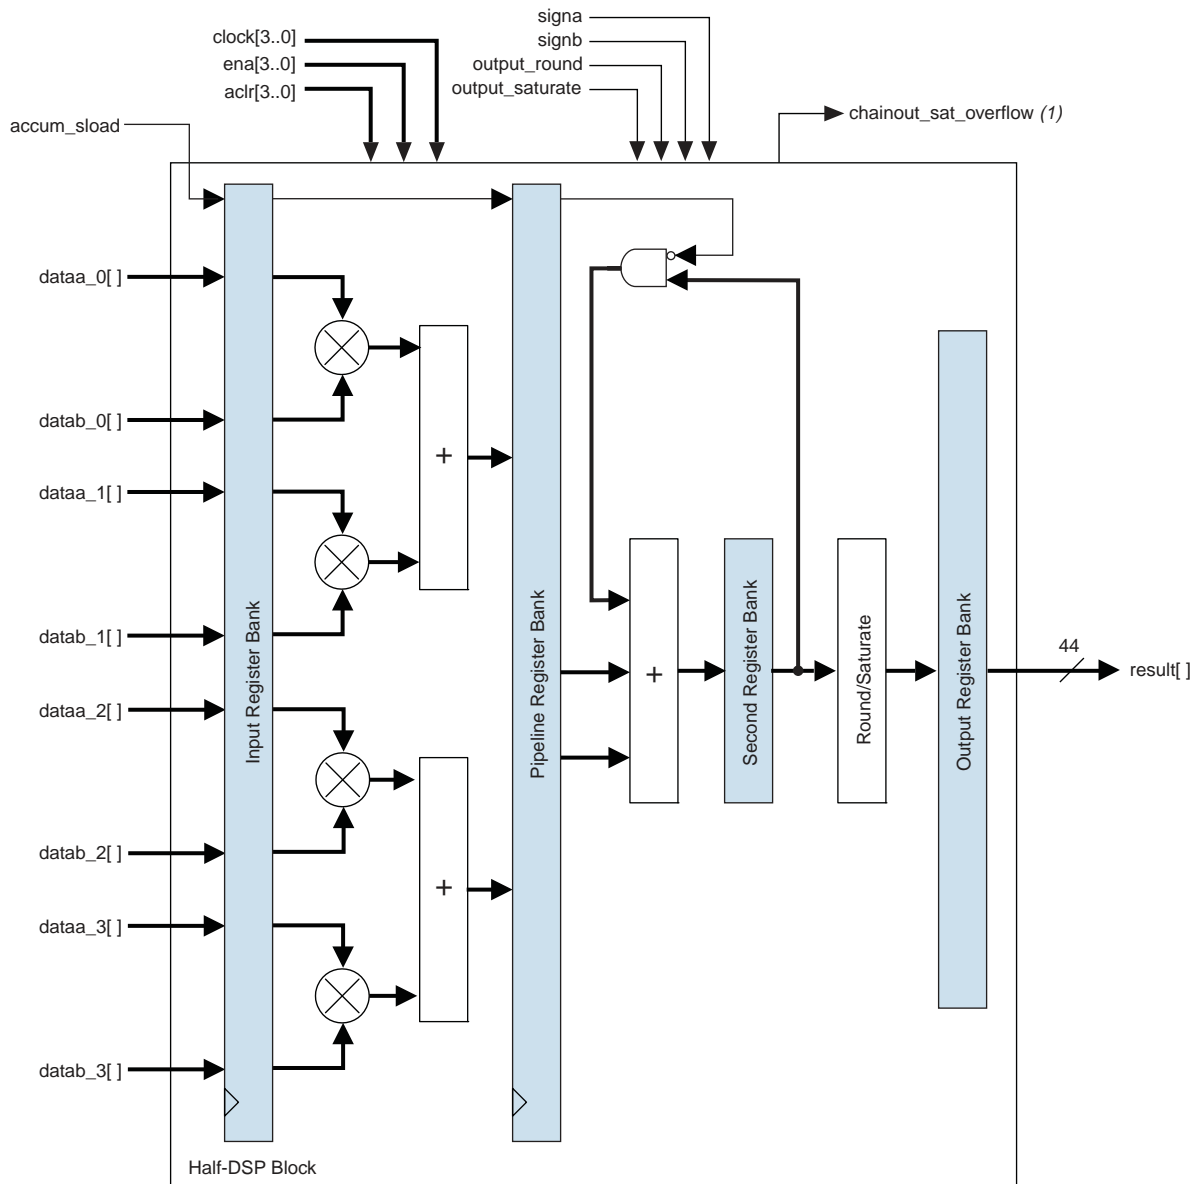 signa
clock[3..0]
signb
ena[3..0]
output_round
aclr[3..0]
output_saturate
chainout_sat_overflow (1)
accum_sload
dataa_0[ ]
datab_0[ ]
+
dataa_1[ ]
datab_1[ ]
Input Register Bank
Pipeline Register Bank
+
Second Register Bank
Round/Saturate
Output Register Bank
44
result[ ]
dataa_2[ ]
datab_2[ ]
+
dataa_3[ ]
datab_3[ ]
Half-DSP Block